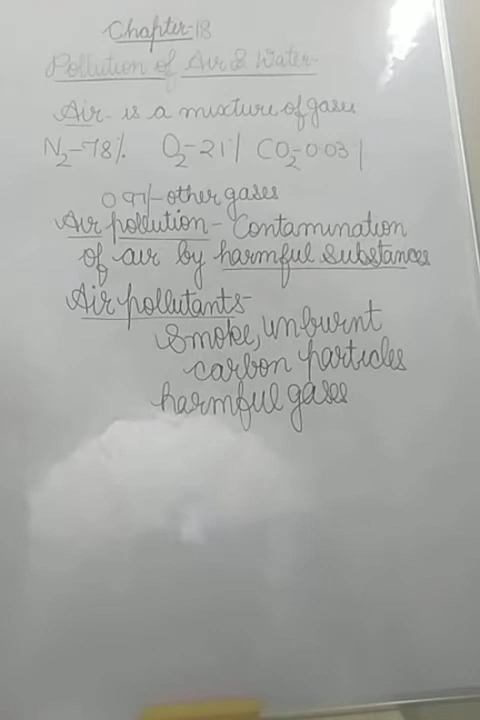 Chapter-18
Pollution of Air & Water-
Air- is a mixture of gases
N₂-78% O₂-21% CO₂-0.03%
0.97%-other gases
Air pollution- Contamination
of air by harmful substances
Air pollutants-
Smoke, unburnt
carbon particles
harmful gases